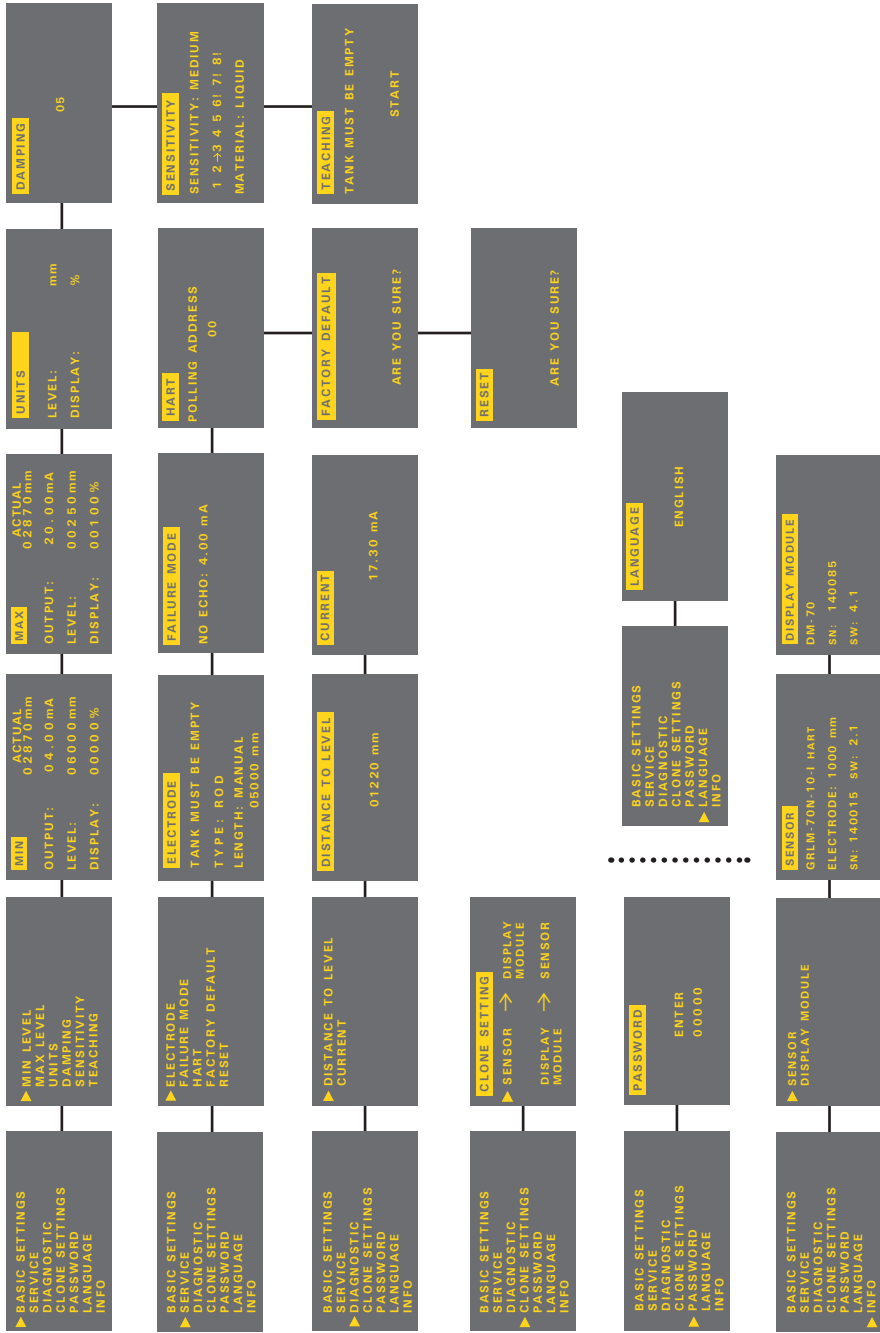 BASIC SETTINGS
SERVICE
DIAGNOSTIC
CLONE SETTINGS
PASSWORD
LANGUAGE
INFO
MIN LEVEL
MAX LEVEL
UNITS
DAMPING
SENSITIVITY
TEACHING
MIN ACTUAL
02870mm
OUTPUT: 04.00mA
LEVEL: 06000mm
DISPLAY: 00000%
MAX ACTUAL
02870mm
OUTPUT: 20.00mA
LEVEL: 00250mm
DISPLAY: 00100%
UNITS
LEVEL: mm
DISPLAY: %
DAMPING
05
SENSITIVITY
SENSITIVITY: MEDIUM
1 2→3 4 5 6! 7! 8!
MATERIAL: LIQUID
TEACHING
TANK MUST BE EMPTY
START
BASIC SETTINGS
SERVICE
DIAGNOSTIC
CLONE SETTINGS
PASSWORD
LANGUAGE
INFO
ELECTRODE
FAILURE MODE
HART
FACTORY DEFAULT
RESET
ELECTRODE
TANK MUST BE EMPTY
TYPE: ROD
LENGTH: MANUAL
05000 mm
FAILURE MODE
NO ECHO: 4.00 mA
HART
POLLING ADDRESS
00
FACTORY DEFAULT
ARE YOU SURE?
RESET
ARE YOU SURE?
BASIC SETTINGS
SERVICE
DIAGNOSTIC
CLONE SETTINGS
PASSWORD
LANGUAGE
INFO
DISTANCE TO LEVEL
CURRENT
DISTANCE TO LEVEL
01220 mm
CURRENT
17.30 mA
BASIC SETTINGS
SERVICE
DIAGNOSTIC
CLONE SETTINGS
PASSWORD
LANGUAGE
INFO
CLONE SETTING
SENSOR → DISPLAY
MODULE
DISPLAY → SENSOR
MODULE
BASIC SETTINGS
SERVICE
DIAGNOSTIC
CLONE SETTINGS
PASSWORD
LANGUAGE
INFO
PASSWORD
ENTER
00000
BASIC SETTINGS
SERVICE
DIAGNOSTIC
CLONE SETTINGS
PASSWORD
LANGUAGE
INFO
LANGUAGE
ENGLISH
BASIC SETTINGS
SERVICE
DIAGNOSTIC
CLONE SETTINGS
PASSWORD
LANGUAGE
INFO
SENSOR
DISPLAY MODULE
SENSOR
GRLM-70N-10-I HART
ELECTRODE: 1000 mm
SN: 140015 SW: 2.1
DISPLAY MODULE
DM-70
SN: 140085
SW: 4.1